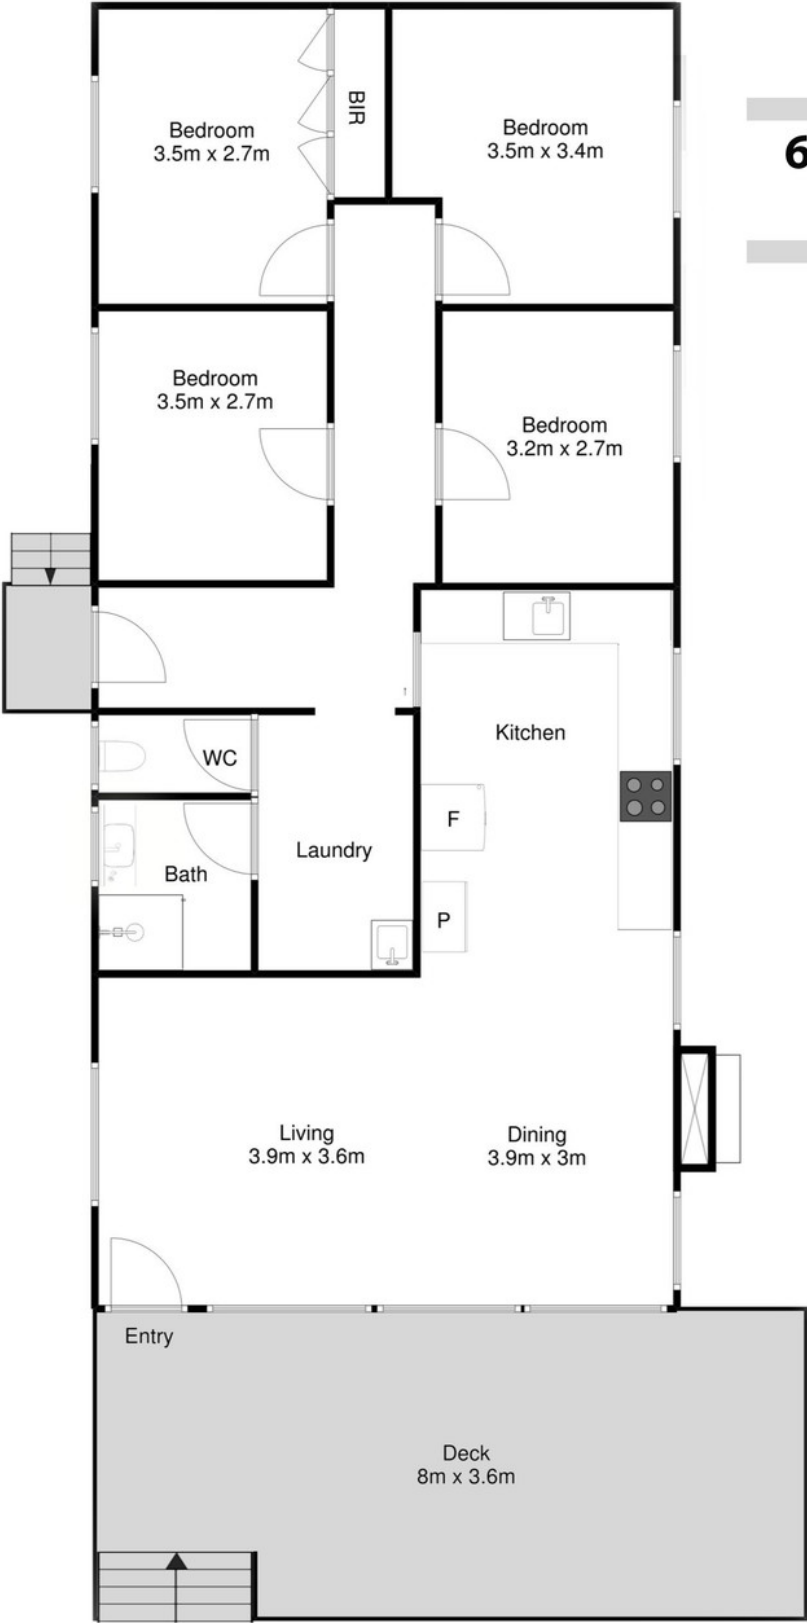 Bedroom
3.5m x 2.7m
BIR
Bedroom
3.5m x 3.4m
6
Bedroom
3.5m x 2.7m
Bedroom
3.2m x 2.7m
Kitchen
WC
F
Laundry
Bath
P
Living
3.9m x 3.6m
Dining
3.9m x 3m
Entry
Deck
8m x 3.6m